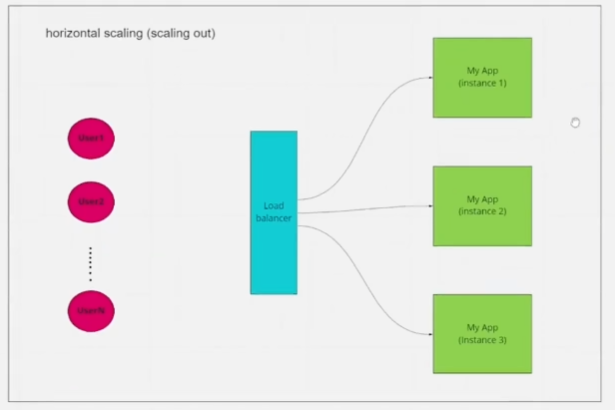 horizontal scaling (scaling out)
User1
User2
UserN
Load
balancer
My App
(instance 1)
My App
(instance 2)
My App
(Instance 3)